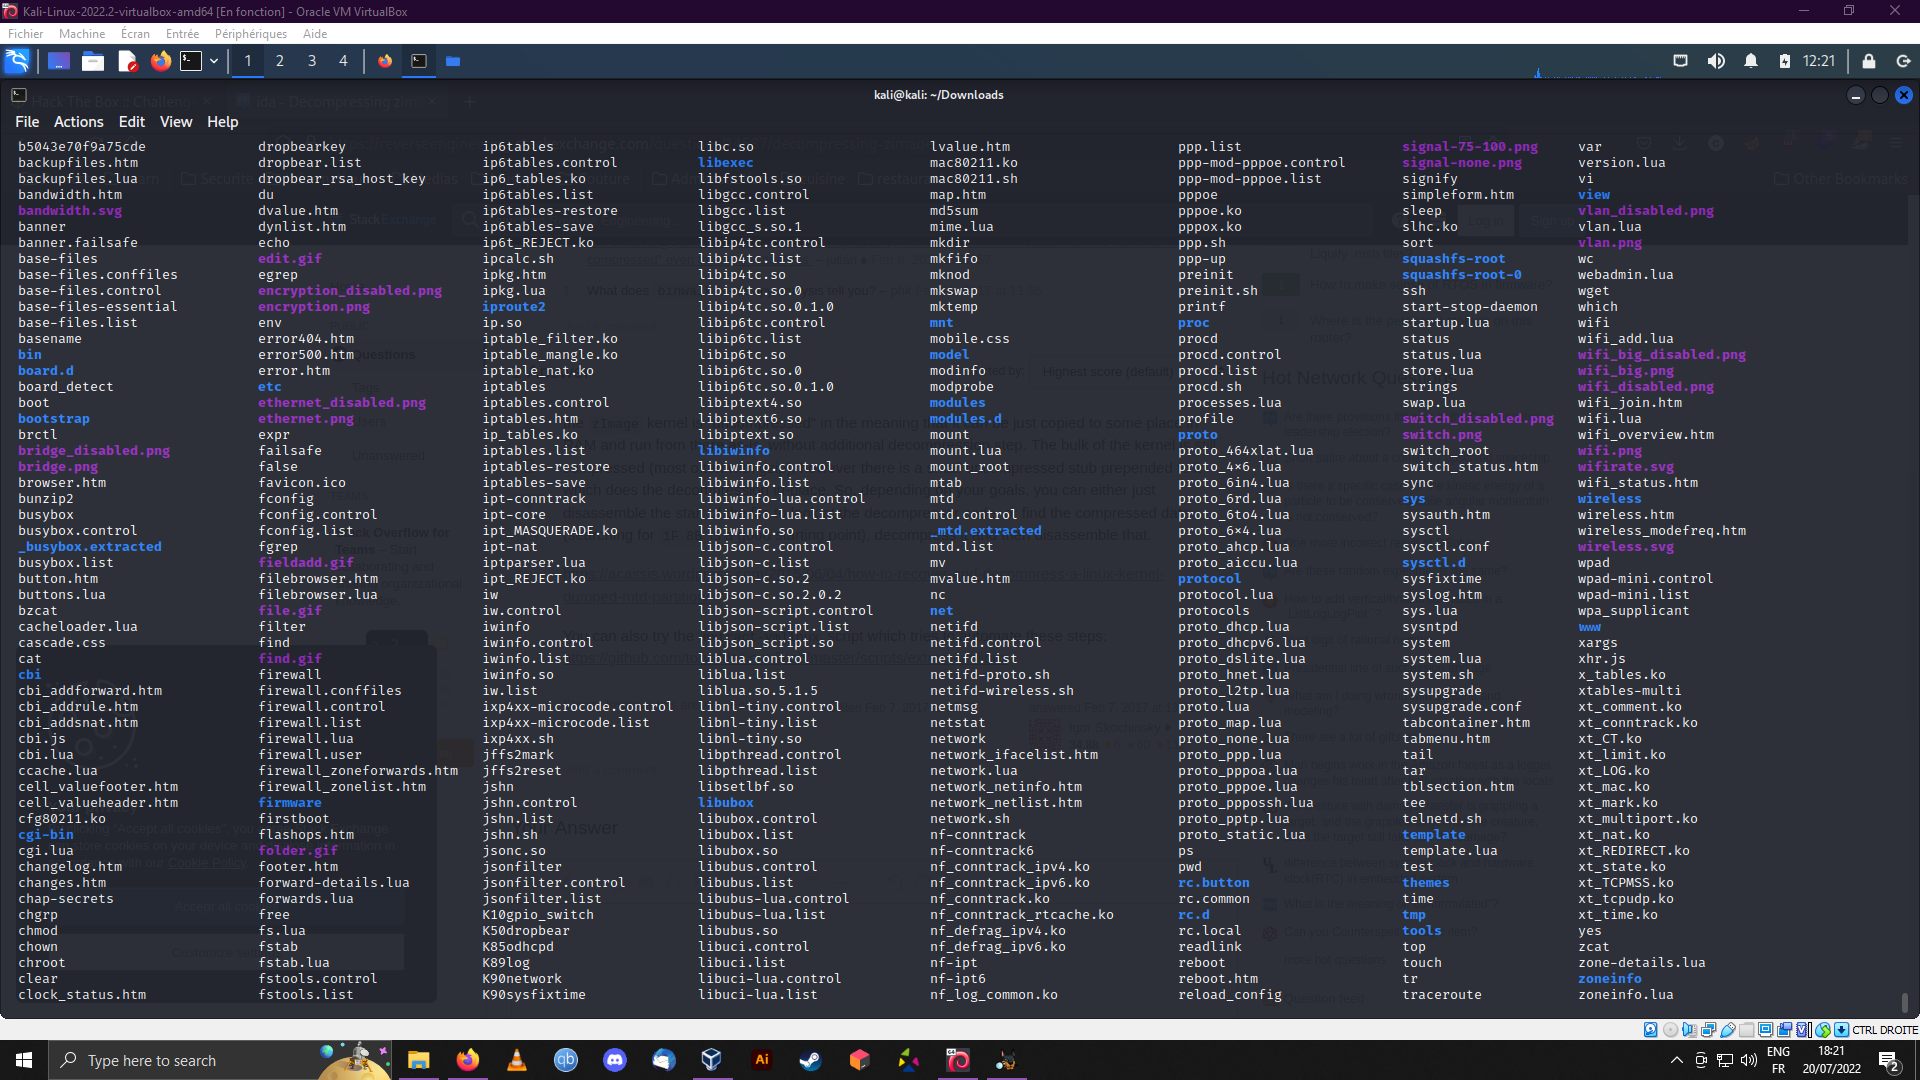 Kali-Linux-2022.2-virtualbox-amd64 [En fonction] - Oracle VM VirtualBox
Fichier Machine Écran Entrée Périphériques Aide
1 2 3 4 12:21
kali@kali: ~/Downloads
File Actions Edit View Help
b5043e70f9a75cde dropbearkey ip6tables libc.so lvalue.htm ppp.list signal-75-100.png var
backupfiles.htm dropbear.list ip6tables.control libexec mac80211.ko ppp-mod-pppoe.control signal-none.png version.lua
backupfiles.lua dropbear_rsa_host_key ip6_tables.ko libfstools.so mac80211.sh ppp-mod-pppoe.list signify vi
bandwidth.htm du ip6tables.list libgcc.control map.htm pppoe simpleform.htm view
bandwidth.svg dvalue.htm ip6tables-restore libgcc.list md5sum pppoe.ko sleep vlan_disabled.png
banner dynlist.htm ip6tables-save libgcc_s.so.1 mime.lua pppox.ko slhc.ko vlan.lua
banner.failsafe echo ip6t_REJECT.ko libip4tc.control mkdir ppp.sh sort vlan.png
base-files edit.gif ipcalc.sh libip4tc.list mkfifo ppp-up squashfs-root wc
base-files.conffiles egrep ipkg.htm libip4tc.so mknod preinit squashfs-root-0 webadmin.lua
base-files.control encryption_disabled.png ipkg.lua libip4tc.so.0 mkswap preinit.sh ssh wget
base-files-essential encryption.png iproute2 libip4tc.so.0.1.0 mktemp printf start-stop-daemon which
base-files.list env ip.so libip6tc.control mnt proc startup.lua wifi
basename error404.htm iptable_filter.ko libip6tc.list mobile.css procd status wifi_add.lua
bin error500.htm iptable_mangle.ko libip6tc.so model procd.control status.lua wifi_big_disabled.png
board.d error.htm iptable_nat.ko libip6tc.so.0 modinfo procd.list store.lua wifi_big.png
board_detect etc iptables libip6tc.so.0.1.0 modprobe procd.sh strings wifi_disabled.png
boot ethernet_disabled.png iptables.control libiptext4.so modules processes.lua swap.lua wifi_join.htm
bootstrap ethernet.png iptables.htm libiptext6.so modules.d profile switch_disabled.png wifi.lua
brctl expr ip_tables.ko libiptext.so mount proto switch.png wifi_overview.htm
bridge_disabled.png failsafe iptables.list libiwinfo mount.lua proto_464xlat.lua switch_root wifi.png
bridge.png false iptables-restore libiwinfo.control mount_root proto_4×6.lua switch_status.htm wifirate.svg
browser.htm favicon.ico iptables-save libiwinfo.list mtab proto_6in4.lua sync wifi_status.htm
bunzip2 fconfig ipt-conntrack libiwinfo-lua.control mtd proto_6rd.lua sys wireless
busybox fconfig.control ipt-core libiwinfo-lua.list mtd.control proto_6to4.lua sysauth.htm wireless.htm
busybox.control fconfig.list ipt_MASQUERADE.ko libiwinfo.so _mtd.extracted proto_6×4.lua sysctl wireless_modefreq.htm
_busybox.extracted fgrep ipt-nat libjson-c.control mtd.list proto_ahcp.lua sysctl.conf wireless.svg
busybox.list fieldadd.gif iptparser.lua libjson-c.list mv proto_aiccu.lua sysctl.d wpad
button.htm filebrowser.htm ipt_REJECT.ko libjson-c.so.2 mvalue.htm protocol sysfixtime wpad-mini.control
buttons.lua filebrowser.lua iw libjson-c.so.2.0.2 nc protocol.lua syslog.htm wpad-mini.list
bzcat file.gif iw.control libjson-script.control net protocols sys.lua wpa_supplicant
cacheloader.lua filter iwinfo libjson-script.list netifd proto_dhcp.lua sysntpd www
cascade.css find iwinfo.control libjson_script.so netifd.control proto_dhcpv6.lua system xargs
cat find.gif iwinfo.list liblua.control netifd.list proto_dslite.lua system.lua xhr.js
cbi firewall iwinfo.so liblua.list netifd-proto.sh proto_hnet.lua system.sh x_tables.ko
cbi_addforward.htm firewall.conffiles iw.list liblua.so.5.1.5 netifd-wireless.sh proto_l2tp.lua sysupgrade xtables-multi
cbi_addrule.htm firewall.control ixp4xx-microcode.control libnl-tiny.control netmsg proto.lua sysupgrade.conf xt_comment.ko
cbi_addsnat.htm firewall.list ixp4xx-microcode.list libnl-tiny.list netstat proto_map.lua tabcontainer.htm xt_conntrack.ko
cbi.js firewall.lua ixp4xx.sh libnl-tiny.so network proto_none.lua tabmenu.htm xt_CT.ko
cbi.lua firewall.user jffs2mark libpthread.control network_ifacelist.htm proto_ppp.lua tail xt_limit.ko
ccache.lua firewall_zoneforwards.htm jffs2reset libpthread.list network.lua proto_pppoa.lua tar xt_LOG.ko
cell_valuefooter.htm firewall_zonelist.htm jshn libsetlbf.so network_netinfo.htm proto_pppoe.lua tblsection.htm xt_mac.ko
cell_valueheader.htm firmware jshn.control libubox network_netlist.htm proto_pppossh.lua tee xt_mark.ko
cfg80211.ko firstboot jshn.list libubox.control network.sh proto_pptp.lua telnetd.sh xt_multiport.ko
cgi-bin flashops.htm jshn.sh libubox.list nf-conntrack proto_static.lua template xt_nat.ko
cgi.lua folder.gif jsonc.so libubox.so nf-conntrack6 ps template.lua xt_REDIRECT.ko
changelog.htm footer.htm jsonfilter libubus.control nf_conntrack_ipv4.ko pwd test xt_state.ko
changes.htm forward-details.lua jsonfilter.control libubus.list nf_conntrack_ipv6.ko rc.button themes xt_TCPMSS.ko
chap-secrets forwards.lua jsonfilter.list libubus-lua.control nf_conntrack.ko rc.common time xt_tcpudp.ko
chgrp free K10gpio_switch libubus-lua.list nf_conntrack_rtcache.ko rc.d tmp xt_time.ko
chmod fs.lua K50dropbear libubus.so nf_defrag_ipv4.ko rc.local tools yes
chown fstab K85odhcpd libuci.control nf_defrag_ipv6.ko readlink top zcat
chroot fstab.lua K89log libuci.list nf-ipt reboot touch zone-details.lua
clear fstools.control K90network libuci-lua.control nf-ipt6 reboot.htm tr zoneinfo
clock_status.htm fstools.list K90sysfixtime libuci-lua.list nf_log_common.ko reload_config traceroute zoneinfo.lua
CTRL DROITE
Type here to search
ENG
FR
18:21
20/07/2022
2